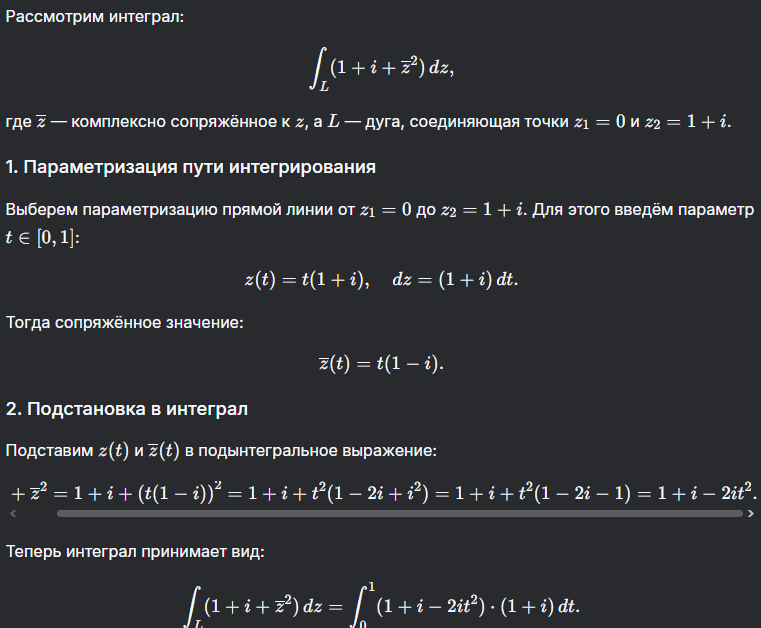 Рассмотрим интеграл:
∫_L (1 + i + z̅²) dz,
где z̅ — комплексно сопряжённое к z, а L — дуга, соединяющая точки z₁ = 0 и z₂ = 1 + i.
1. Параметризация пути интегрирования
Выберем параметризацию прямой линии от z₁ = 0 до z₂ = 1 + i. Для этого введём параметр
t ∈ [0, 1]:
z(t) = t(1 + i), dz = (1 + i) dt.
Тогда сопряжённое значение:
z̅(t) = t(1 − i).
2. Подстановка в интеграл
Подставим z(t) и z̅(t) в подынтегральное выражение:
+ z̅² = 1 + i + (t(1 − i))² = 1 + i + t²(1 − 2i + i²) = 1 + i + t²(1 − 2i − 1) = 1 + i − 2it².
Теперь интеграл принимает вид:
∫_L (1 + i + z̅²) dz = ∫₀¹ (1 + i − 2it²) · (1 + i) dt.